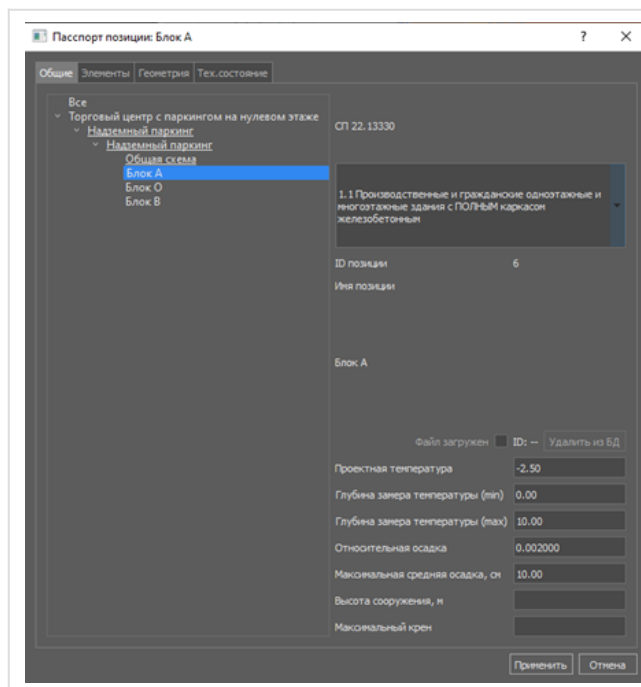 Пасспорт позиции: Блок А
?
Общие
Элементы
Геометрия
Тех.состояние
Все
Торговый центр с паркингом на нулевом этаже
Надземный паркинг
Надземный паркинг
Общая схема
Блок А
Блок О
Блок В
СП 22.13330
1.1 Производственные и гражданские одноэтажные и
многоэтажные здания с ПОЛНЫМ каркасом
железобетонным
ID позиции 6
Имя позиции
Блок А
Файл загружен ID: -- Удалить из БД
Проектная температура -2.50
Глубина замера температуры (min) 0.00
Глубина замера температуры (max) 10.00
Относительная осадка 0.002000
Максимальная средняя осадка, см 10.00
Высота сооружения, м
Максимальный крен
Применить Отмена